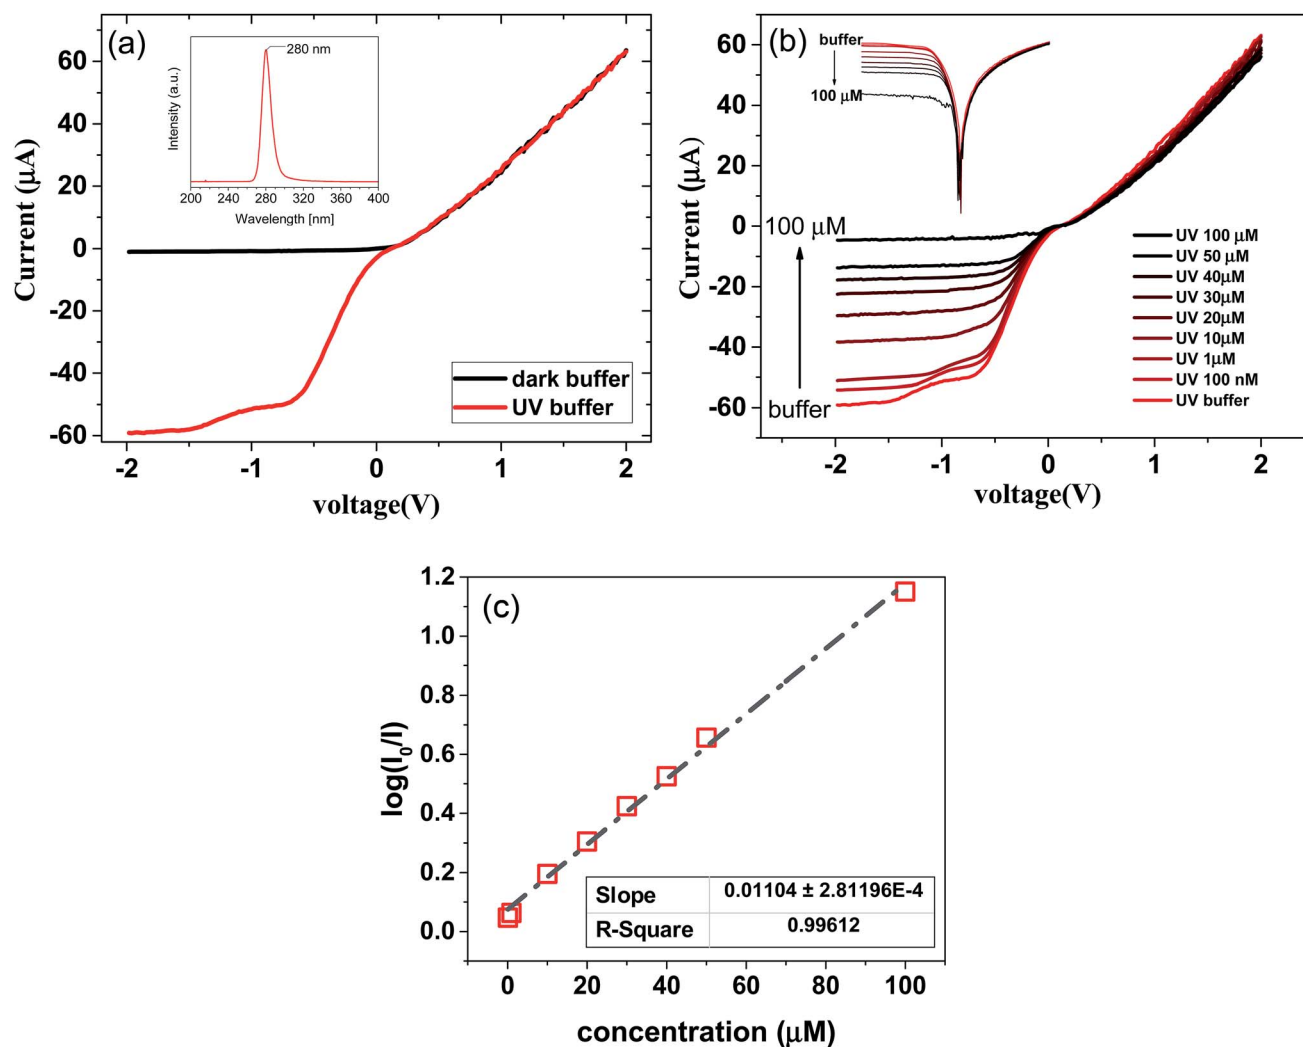 (a)
280 nm
Intensity (a.u.)
200 240 280 320 360 400
Wavelength [nm]
60
40
20
0
-20
-40
-60
Current (μA)
dark buffer
UV buffer
-2 -1 0 1 2
voltage(V)
(b)
buffer
100 μM
60
40
20
0
-20
-40
-60
Current (μA)
100 μM
buffer
UV 100 μM
UV 50 μM
UV 40μM
UV 30μM
UV 20μM
UV 10μM
UV 1μM
UV 100 nM
UV buffer
-2 -1 0 1 2
voltage(V)
(c)
1.2
1.0
0.8
0.6
0.4
0.2
0.0
log(I₀/I)
Slope 0.01104 ± 2.81196E-4
R-Square 0.99612
0 20 40 60 80 100
concentration (μM)